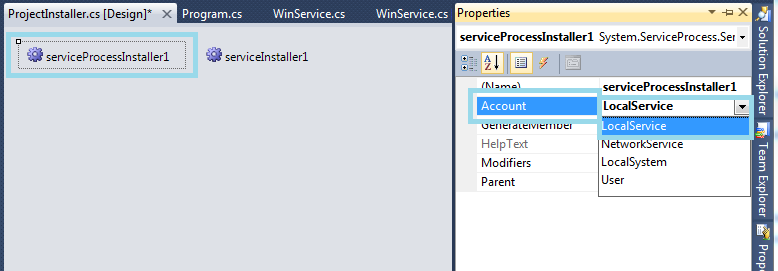 ProjectInstaller.cs [Design]* Program.cs WinService.cs WinService.cs
serviceProcessInstaller1 serviceInstaller1
Properties
serviceProcessInstaller1 System.ServiceProcess.Ser
(Name) serviceProcessInstaller1
Account LocalService
GenerateMember
HelpText
Modifiers
Parent
LocalService
NetworkService
LocalSystem
User
Solution Explorer
Team Explorer
Prope